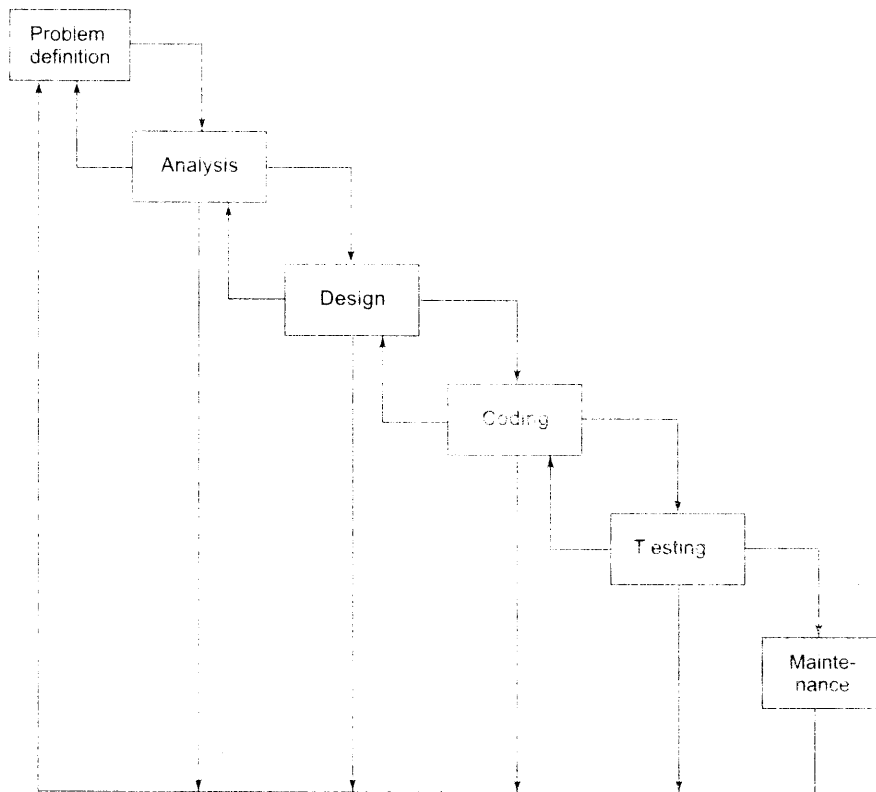 Problem
definition
Analysis
Design
Coding
Testing
Mainte-
nance